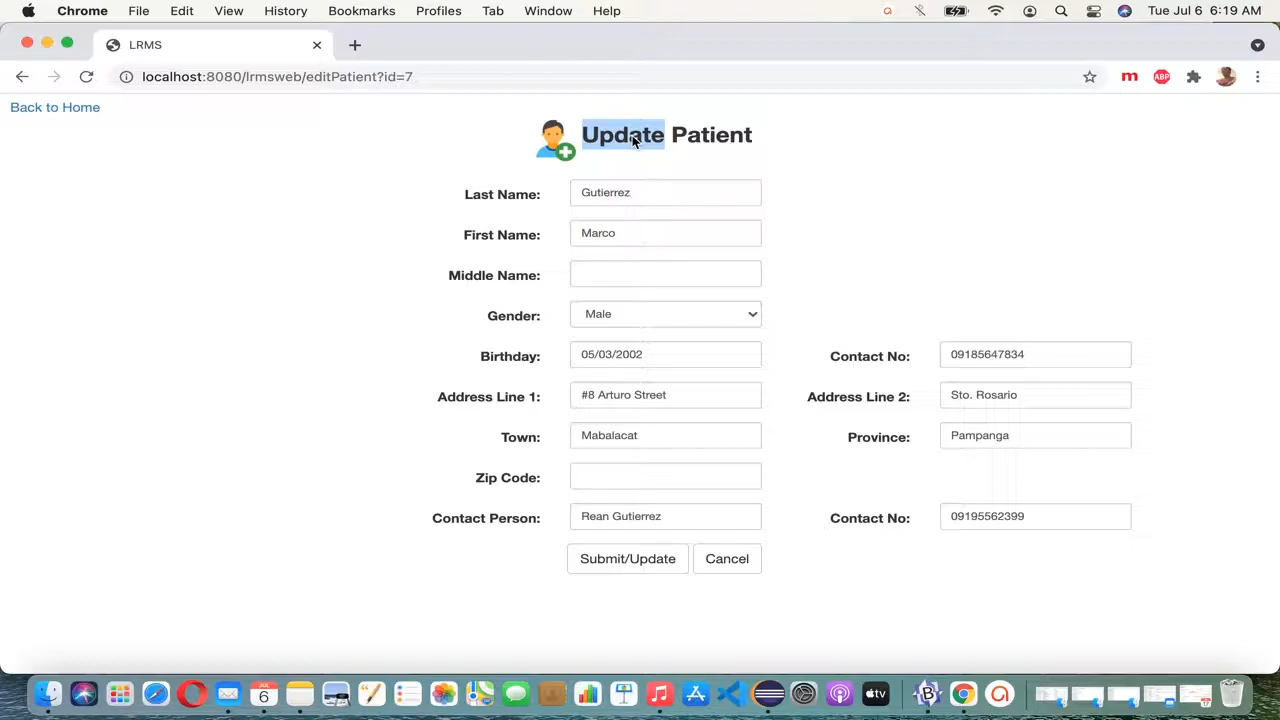 Chrome File Edit View History Bookmarks Profiles Tab Window Help Tue Jul 6 6:19 AM
LRMS
localhost:8080/lrmsweb/editPatient?id=7
m ABP
Back to Home
Update Patient
Last Name: Gutierrez
First Name: Marco
Middle Name:
Gender: Male
Birthday: 05/03/2002 Contact No: 09185647834
Address Line 1: #8 Arturo Street Address Line 2: Sto. Rosario
Town: Mabalacat Province: Pampanga
Zip Code:
Contact Person: Rean Gutierrez Contact No: 09195562399
Submit/Update Cancel
6 tv B